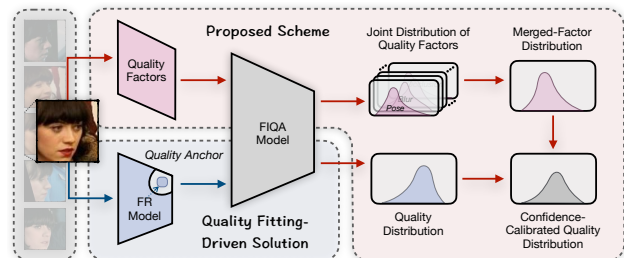 Proposed Scheme
Joint Distribution of
Quality Factors
Merged-Factor
Distribution
Quality
Factors
Blur
Pose
FIQA
Model
Quality Anchor
FR
Model
Quality Fitting-
Driven Solution
Quality
Distribution
Confidence-
Calibrated Quality
Distribution